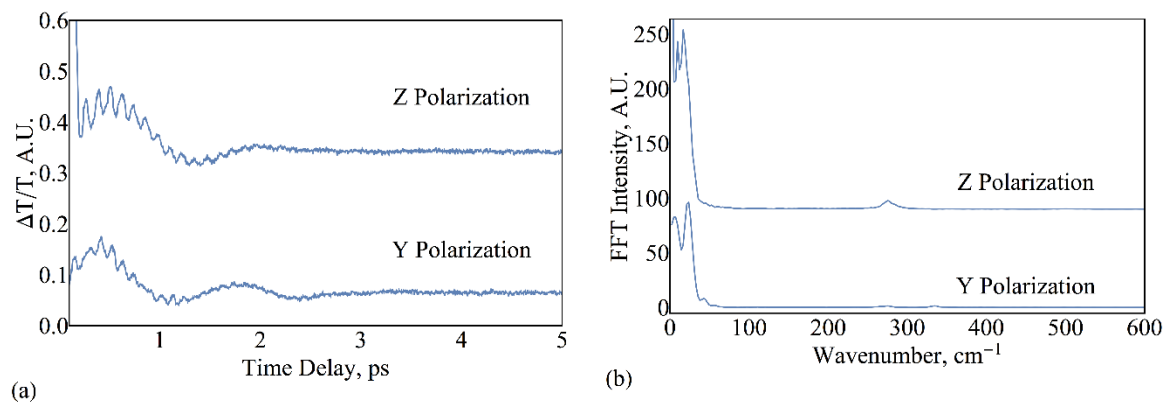 0.6
0.5
0.4
0.3
0.2
0.1
0.0
ΔT/T, A.U.
Z Polarization
Y Polarization
1 2 3 4 5
Time Delay, ps
(a)
250
200
150
100
50
0
FFT Intensity, A.U.
Z Polarization
Y Polarization
0 100 200 300 400 500 600
Wavenumber, cm⁻¹
(b)